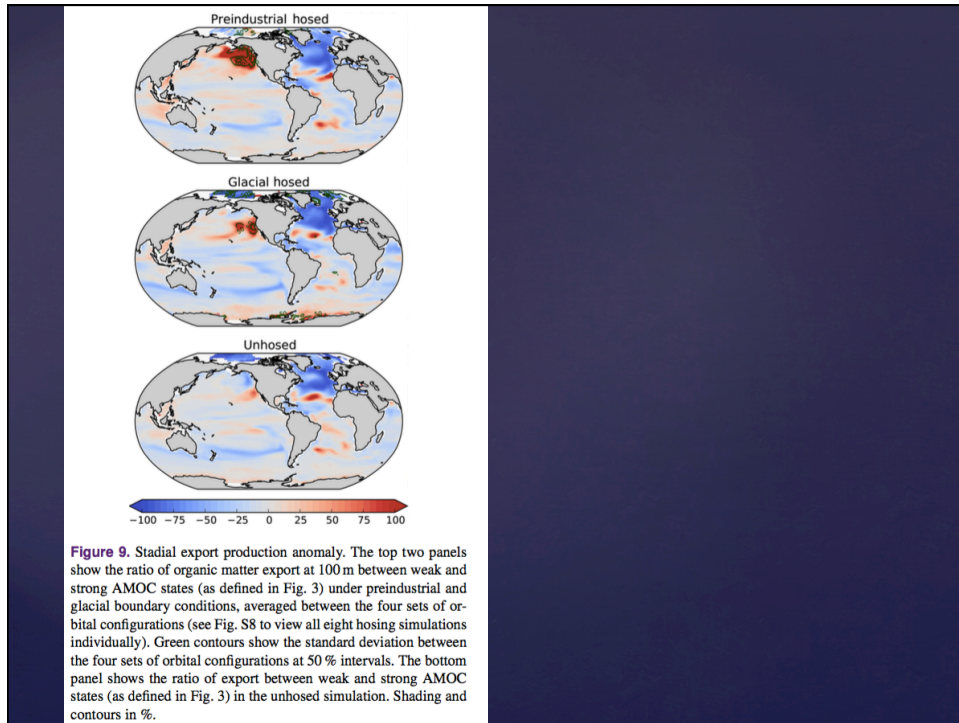 Preindustrial hosed
Glacial hosed
Unhosed
−100 −75 −50 −25 0 25 50 75 100
Figure 9. Stadial export production anomaly. The top two panels
show the ratio of organic matter export at 100 m between weak and
strong AMOC states (as defined in Fig. 3) under preindustrial and
glacial boundary conditions, averaged between the four sets of or-
bital configurations (see Fig. S8 to view all eight hosing simulations
individually). Green contours show the standard deviation between
the four sets of orbital configurations at 50 % intervals. The bottom
panel shows the ratio of export between weak and strong AMOC
states (as defined in Fig. 3) in the unhosed simulation. Shading and
contours in %.